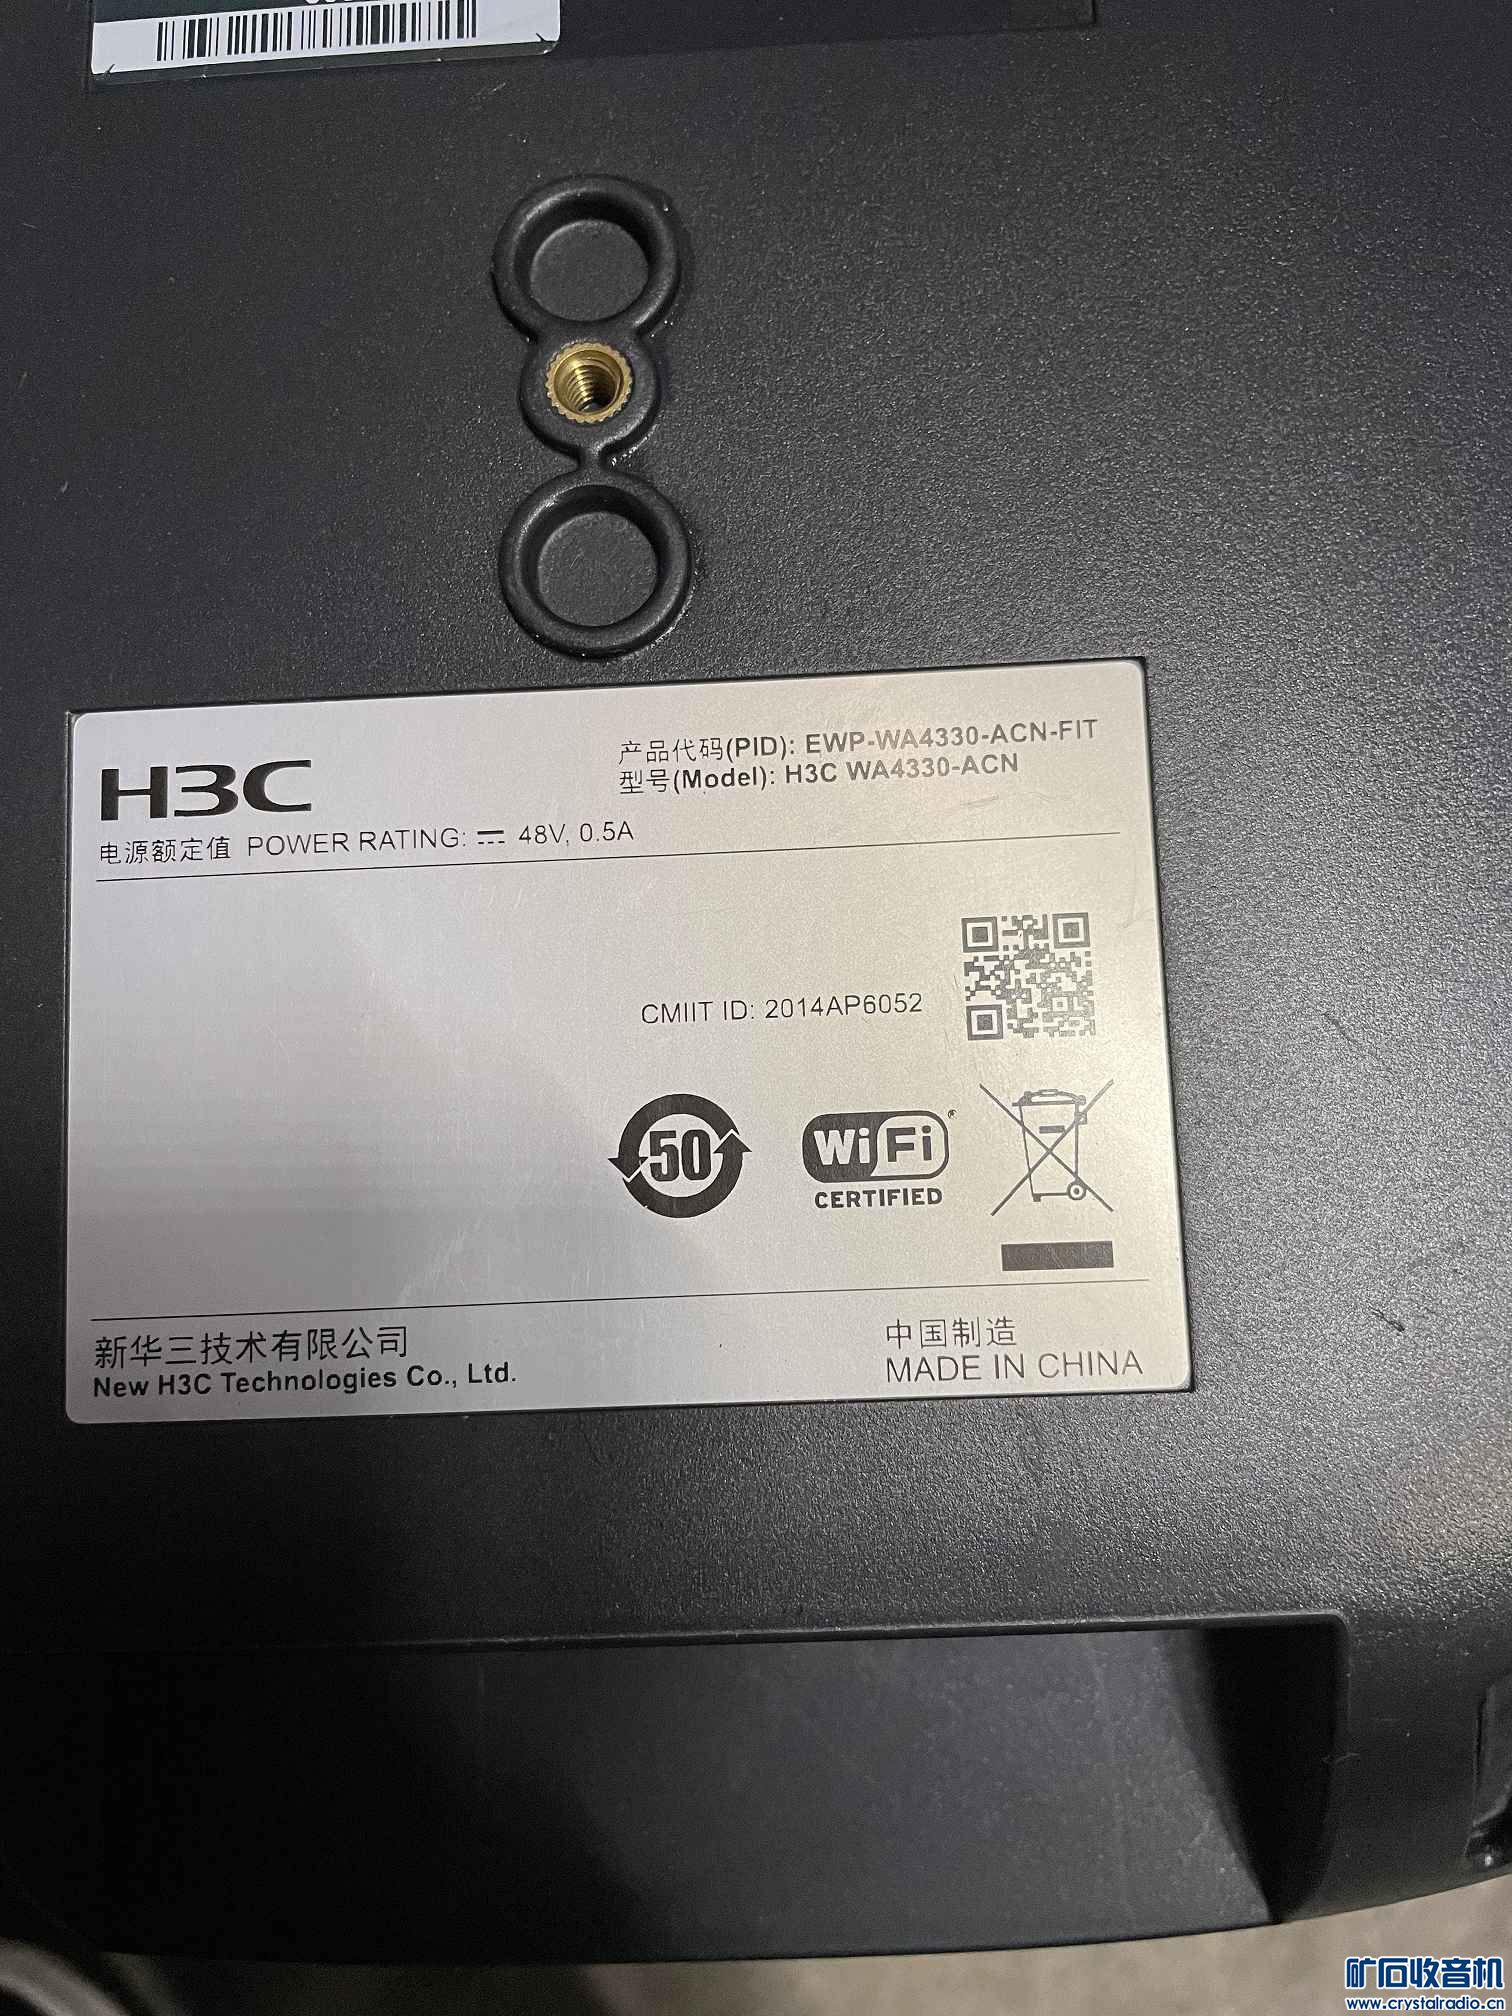 产品代码(PID): EWP-WA4330-ACN-FIT
型号(Model): H3C WA4330-ACN
H3C
电源额定值 POWER RATING: ⎓ 48V, 0.5A
CMIIT ID: 2014AP6052
50
WiFi
CERTIFIED
新华三技术有限公司
New H3C Technologies Co., Ltd.
中国制造
MADE IN CHINA
矿石收音机
www.crystalradio.cn